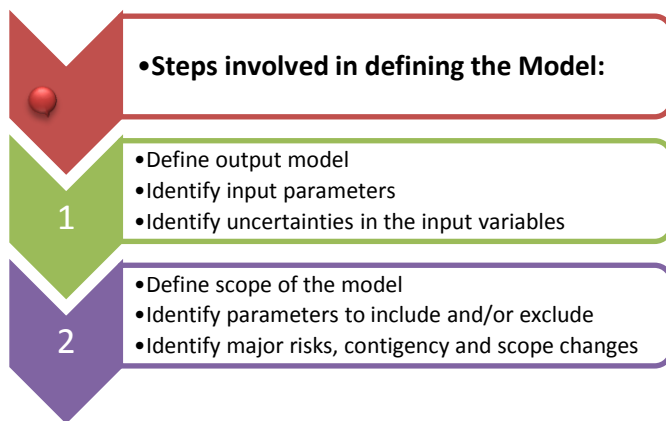 •Steps involved in defining the Model:
1
•Define output model
•Identify input parameters
•Identify uncertainties in the input variables
2
•Define scope of the model
•Identify parameters to include and/or exclude
•Identify major risks, contigency and scope changes